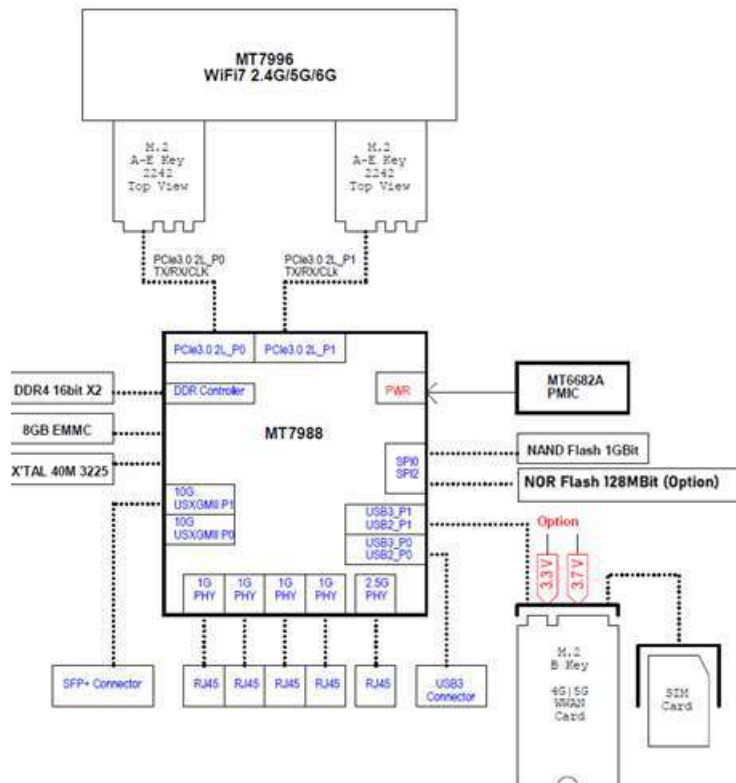 MT7996
WiFi7 2.4G/5G/6G
M.2
A-E Key
2242
Top View
M.2
A-E Key
2242
Top View
PCIe3.0 2L_P0
TX/RX/CLK
PCIe3.0 2L_P1
TX/RX/CLK
PCIe3.0 2L_P0
PCIe3.0 2L_P1
DDR4 16bit X2
DDR Controller
PWR
MT6682A
PMIC
8GB EMMC
MT7988
X'TAL 40M 3225
SPI0
SPI2
NAND Flash 1GBit
NOR Flash 128MBit (Option)
10G
USXGMII P1
10G
USXGMII P0
USB3_P1
USB2_P1
USB3_P0
USB2_P0
Option
3.3V
3.7V
1G
PHY
1G
PHY
1G
PHY
1G
PHY
2.5G
PHY
SFP+ Connector
RJ45
RJ45
RJ45
RJ45
RJ45
USB3
Connector
M.2
B Key
4G|5G
WWAN
Card
SIM
Card